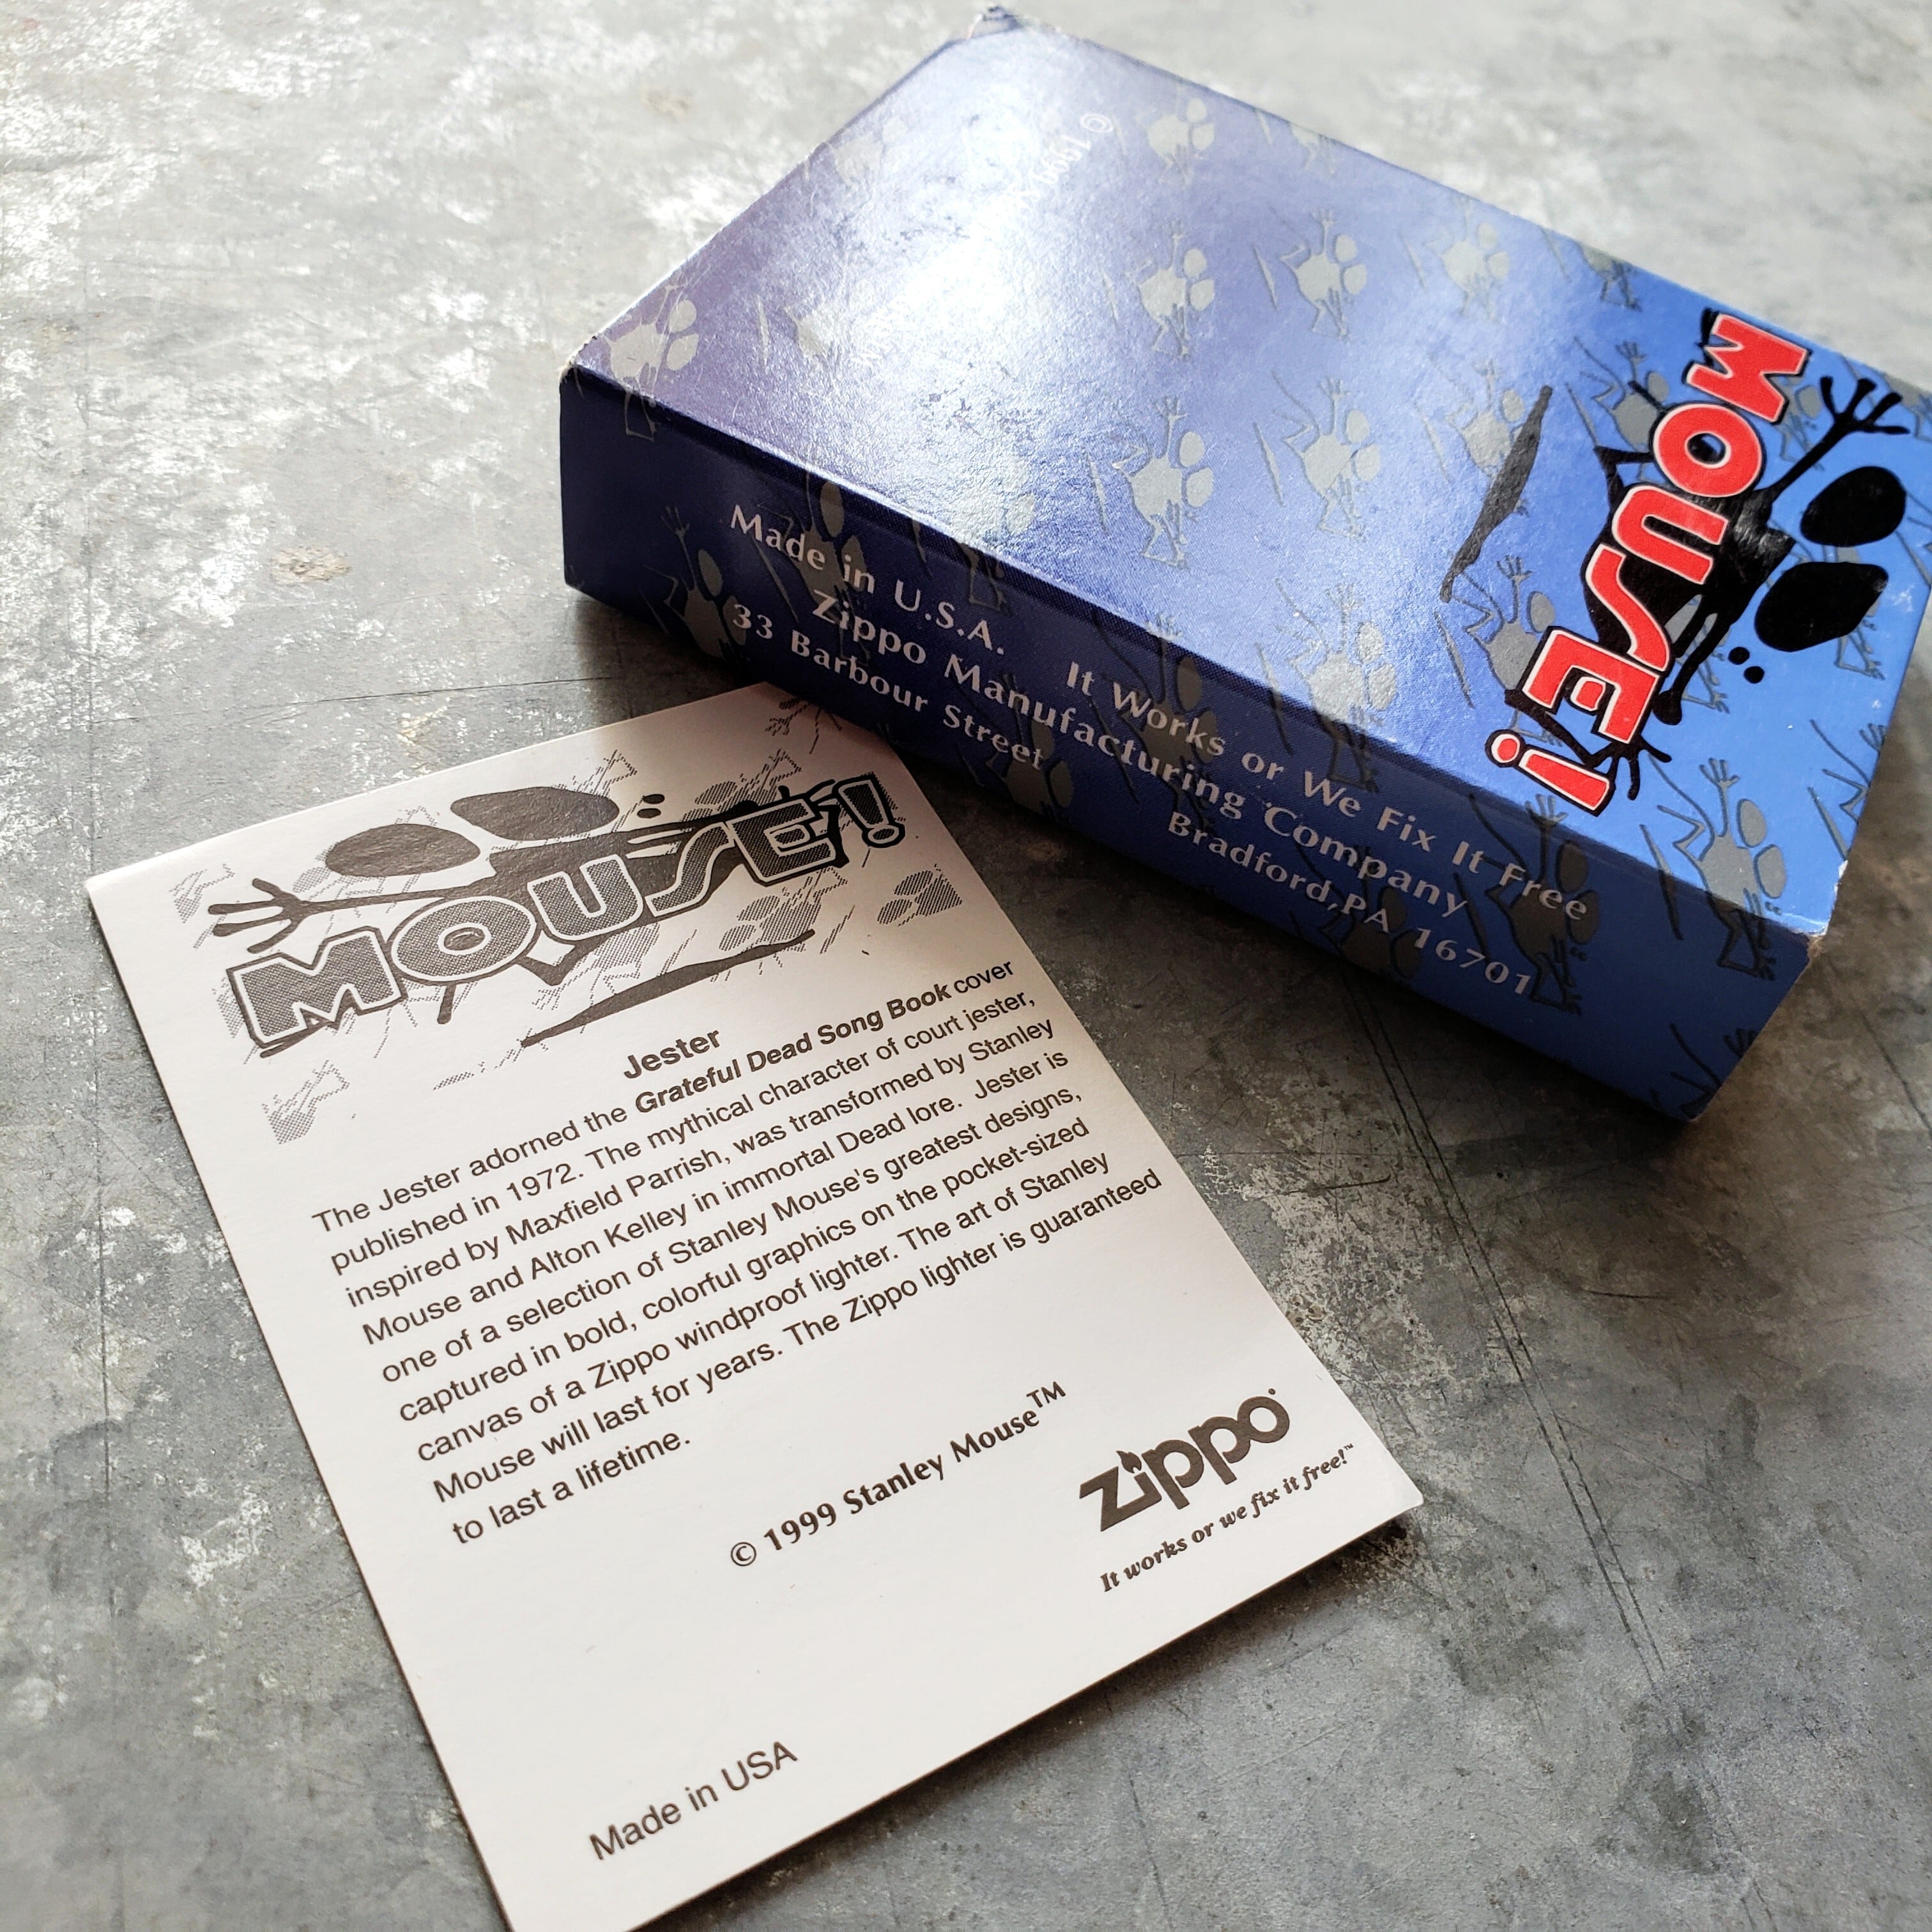 © 1999
MOUSE!
Made in U.S.A. It Works or We Fix It Free
Zippo Manufacturing Company
33 Barbour Street Bradford,PA 16701
MOUSE!
Jester
The Jester adorned the Grateful Dead Song Book cover
published in 1972. The mythical character of court jester,
inspired by Maxfield Parrish, was transformed by Stanley
Mouse and Alton Kelley in immortal Dead lore. Jester is
one of a selection of Stanley Mouse's greatest designs,
captured in bold, colorful graphics on the pocket-sized
canvas of a Zippo windproof lighter. The art of Stanley
Mouse will last for years. The Zippo lighter is guaranteed
to last a lifetime.
© 1999 Stanley Mouse™
zippo
It works or we fix it free!™
Made in USA